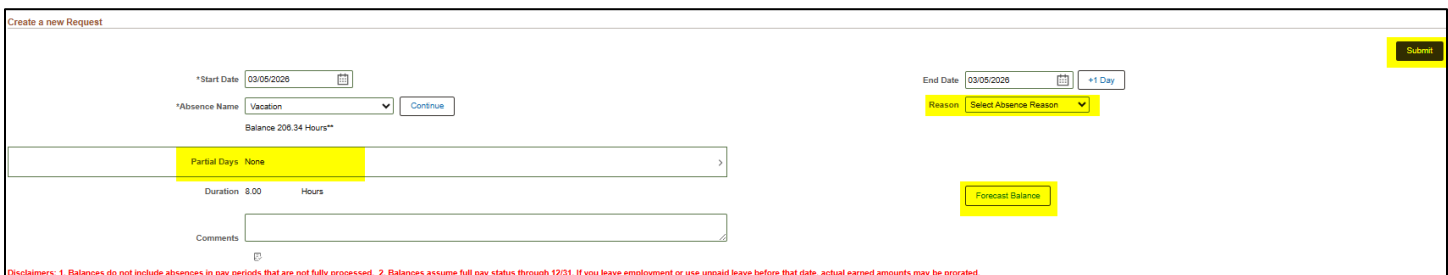 Create a new Request
Submit
*Start Date 03/05/2026
End Date 03/05/2026 +1 Day
*Absence Name Vacation Continue
Reason Select Absence Reason
Balance 206.34 Hours**
Partial Days None
Duration 8.00 Hours
Forecast Balance
Comments
Disclaimers: 1. Balances do not include absences in pay periods that are not fully processed. 2. Balances assume full pay status through 12/31. If you leave employment or use unpaid leave before that date, actual earned amounts may be prorated.